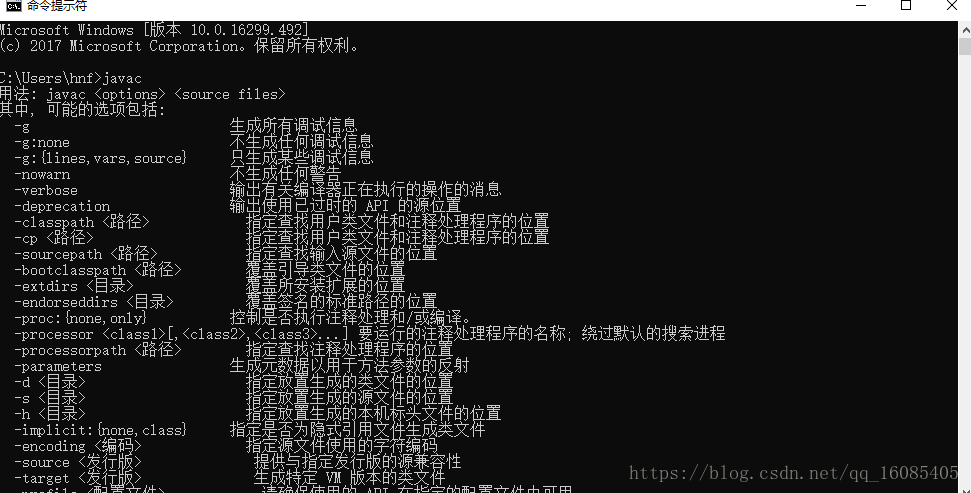 命令提示符
Microsoft Windows [版本 10.0.16299.492]
(c) 2017 Microsoft Corporation。保留所有权利。
C:\Users\hnf>javac
用法: javac <options> <source files>
其中, 可能的选项包括:
-g 生成所有调试信息
-g:none 不生成任何调试信息
-g:{lines,vars,source} 只生成某些调试信息
-nowarn 不生成任何警告
-verbose 输出有关编译器正在执行的操作的消息
-deprecation 输出使用已过时的 API 的源位置
-classpath <路径> 指定查找用户类文件和注释处理程序的位置
-cp <路径> 指定查找用户类文件和注释处理程序的位置
-sourcepath <路径> 指定查找输入源文件的位置
-bootclasspath <路径> 覆盖引导类文件的位置
-extdirs <目录> 覆盖所安装扩展的位置
-endorseddirs <目录> 覆盖签名的标准路径的位置
-proc:{none,only} 控制是否执行注释处理和/或编译。
-processor <class1>[,<class2>,<class3>...] 要运行的注释处理程序的名称; 绕过默认的搜索进程
-processorpath <路径> 指定查找注释处理程序的位置
-parameters 生成元数据以用于方法参数的反射
-d <目录> 指定放置生成的类文件的位置
-s <目录> 指定放置生成的源文件的位置
-h <目录> 指定放置生成的本机标头文件的位置
-implicit:{none,class} 指定是否为隐式引用文件生成类文件
-encoding <编码> 指定源文件使用的字符编码
-source <发行版> 提供与指定发行版的源兼容性
-target <发行版> 生成特定 VM 版本的类文件
-profile <配置文件> 请确保使用的 API 在指定的配置文件中可用
https://blog.csdn.net/qq_16085405